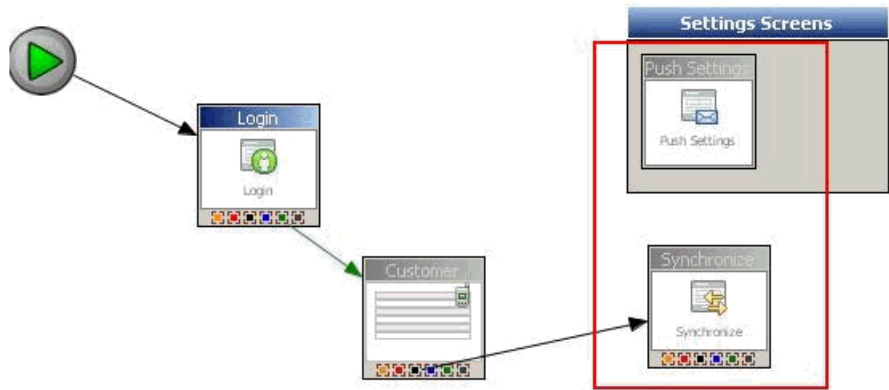 Settings Screens
Push Settings
Push Settings
Login
Login
Customer
Synchronize
Synchronize